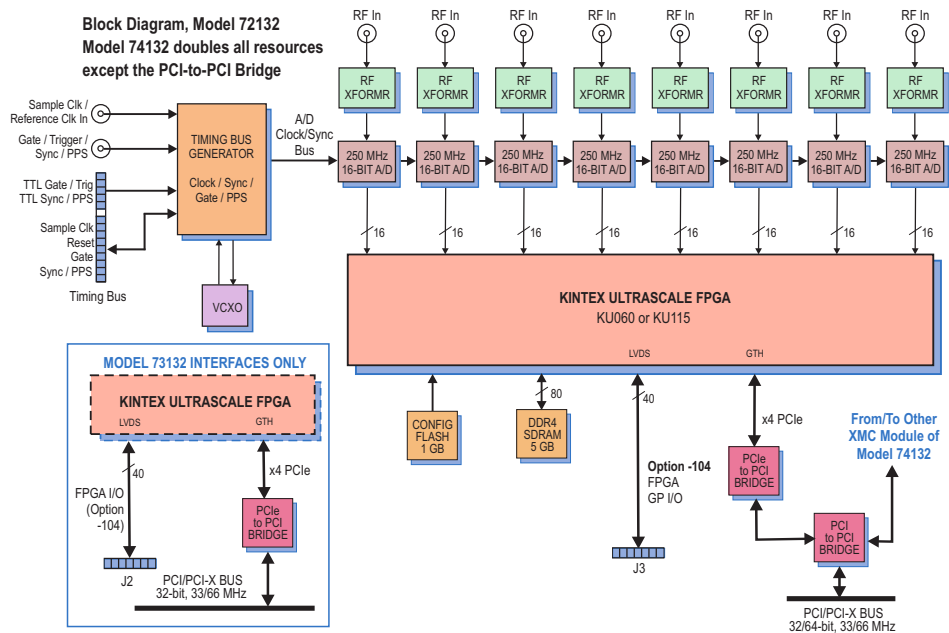 Block Diagram, Model 72132
Model 74132 doubles all resources
except the PCI-to-PCI Bridge
RF In
RF In
RF In
RF In
RF In
RF In
RF In
RF In
RF
XFORMR
RF
XFORMR
RF
XFORMR
RF
XFORMR
RF
XFORMR
RF
XFORMR
RF
XFORMR
RF
XFORMR
Sample Clk /
Reference Clk In
Gate / Trigger /
Sync / PPS
TTL Gate / Trig
TTL Sync / PPS
Sample Clk
Reset
Gate
Sync / PPS
Timing Bus
TIMING BUS
GENERATOR
Clock / Sync /
Gate / PPS
A/D
Clock/Sync
Bus
VCXO
250 MHz
16-BIT A/D
250 MHz
16-BIT A/D
250 MHz
16-BIT A/D
250 MHz
16-BIT A/D
250 MHz
16-BIT A/D
250 MHz
16-BIT A/D
250 MHz
16-BIT A/D
250 MHz
16-BIT A/D
16
16
16
16
16
16
16
16
KINTEX ULTRASCALE FPGA
KU060 or KU115
LVDS
GTH
CONFIG
FLASH
1 GB
80
DDR4
SDRAM
5 GB
40
Option -104
FPGA
GP I/O
J3
x4 PCIe
PCIe
to PCI
BRIDGE
From/To Other
XMC Module of
Model 74132
PCI
to PCI
BRIDGE
PCI/PCI-X BUS
32/64-bit, 33/66 MHz
MODEL 73132 INTERFACES ONLY
KINTEX ULTRASCALE FPGA
LVDS
GTH
40
x4 PCIe
FPGA I/O
(Option
-104)
PCIe
to PCI
BRIDGE
J2
PCI/PCI-X BUS
32-bit, 33/66 MHz